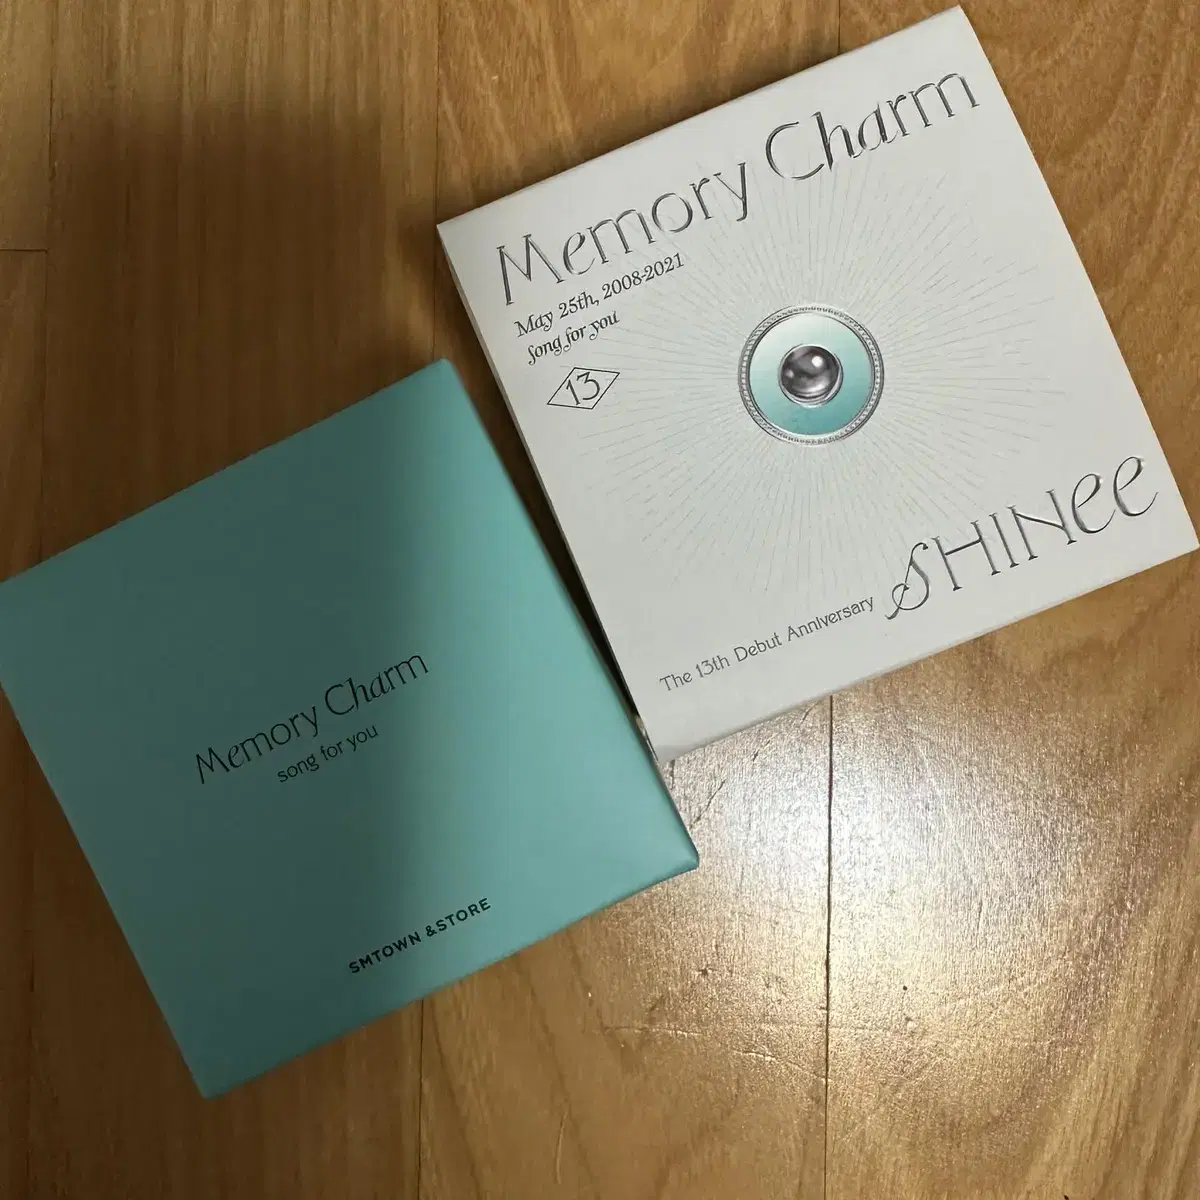 Memory Charm
May 25th, 2008-2021
Song for you
13
SHINee
The 13th Debut Anniversary
Memory Charm
song for you
SMTOWN &STORE